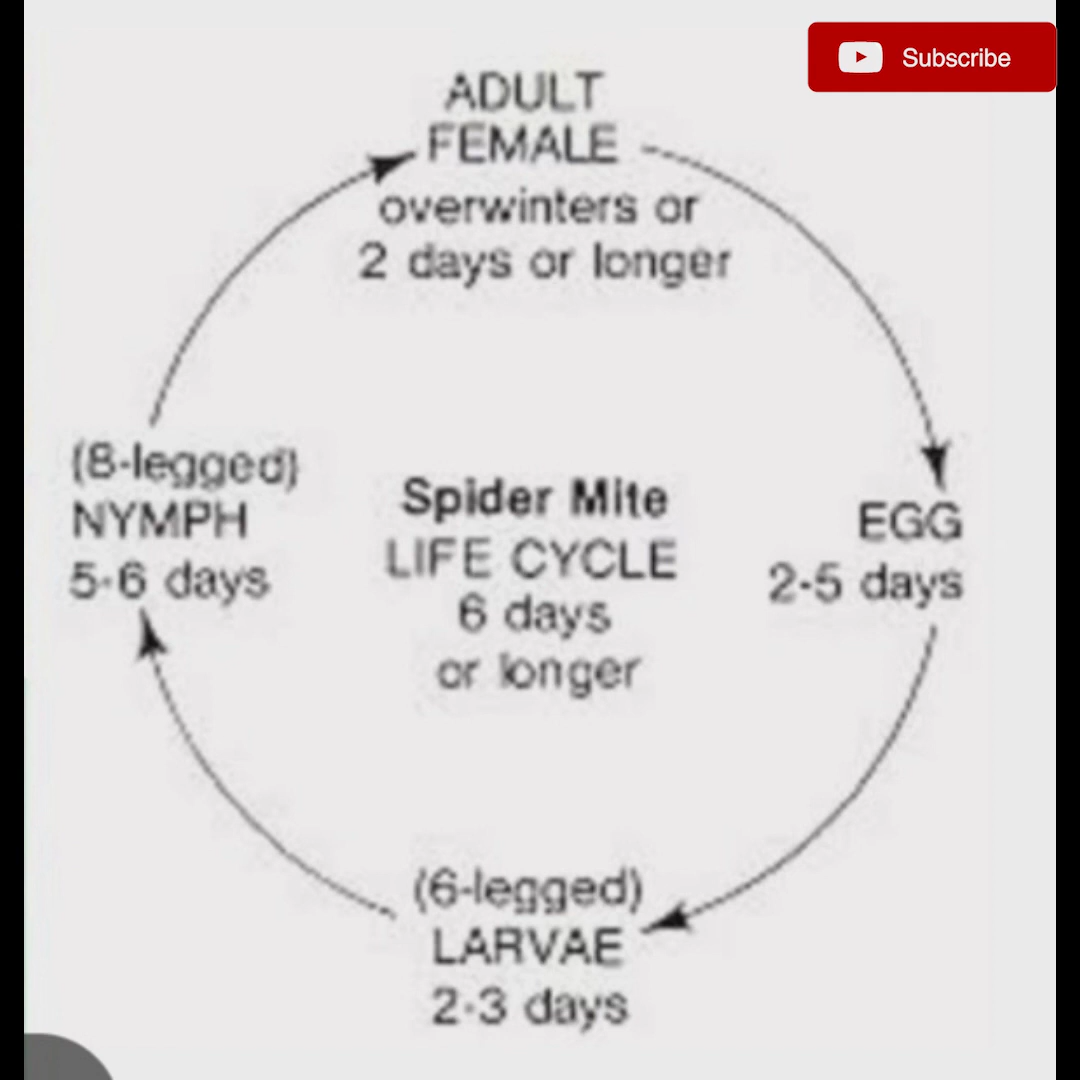 Subscribe
ADULT
FEMALE
overwinters or
2 days or longer
(8-legged)
NYMPH
5-6 days
Spider Mite
LIFE CYCLE
6 days
or longer
EGG
2-5 days
(6-legged)
LARVAE
2-3 days